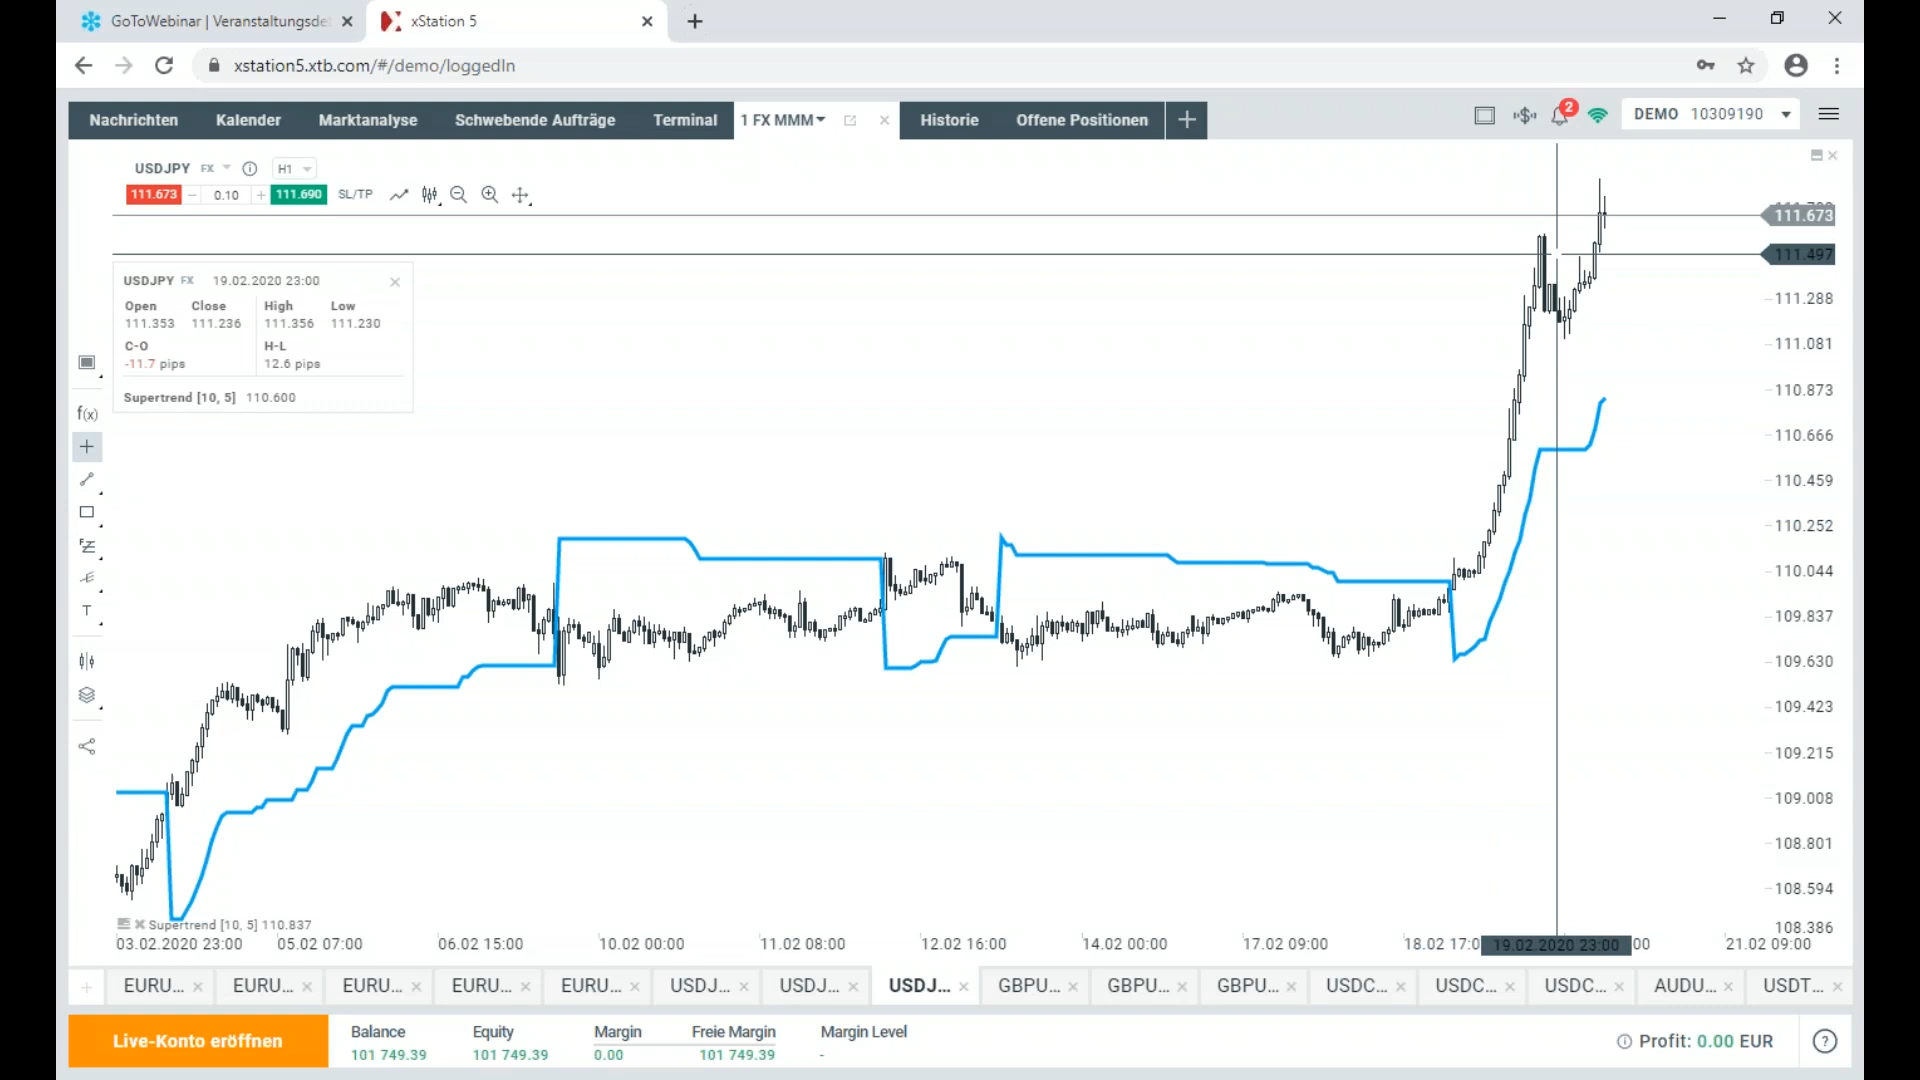 GoToWebinar | Veranstaltungsde
xStation 5
xstation5.xtb.com/#/demo/loggedIn
Nachrichten
Kalender
Marktanalyse
Schwebende Aufträge
Terminal
1 FX MMM
Historie
Offene Positionen
2
DEMO 10309190
USDJPY FX H1
111.673 − 0.10 + 111.690 SL/TP
111.673
111.497
USDJPY FX 19.02.2020 23:00
Open Close High Low
111.353 111.236 111.356 111.230
C-O H-L
-11.7 pips 12.6 pips
Supertrend [10, 5] 110.600
f(x)
T
111.288
111.081
110.873
110.666
110.459
110.252
110.044
109.837
109.630
109.423
109.215
109.008
108.801
108.594
108.386
Supertrend [10, 5] 110.837
03.02.2020 23:00 05.02 07:00 06.02 15:00 10.02 00:00 11.02 08:00 12.02 16:00 14.02 00:00 17.02 09:00 18.02 17:0 19.02.2020 23:00 00 21.02 09:00
EURU... EURU... EURU... EURU... EURU... USDJ... USDJ... USDJ... GBPU... GBPU... GBPU... USDC... USDC... USDC... AUDU... USDT...
Live-Konto eröffnen
Balance Equity Margin Freie Margin Margin Level
101 749.39 101 749.39 0.00 101 749.39 -
Profit: 0.00 EUR
?